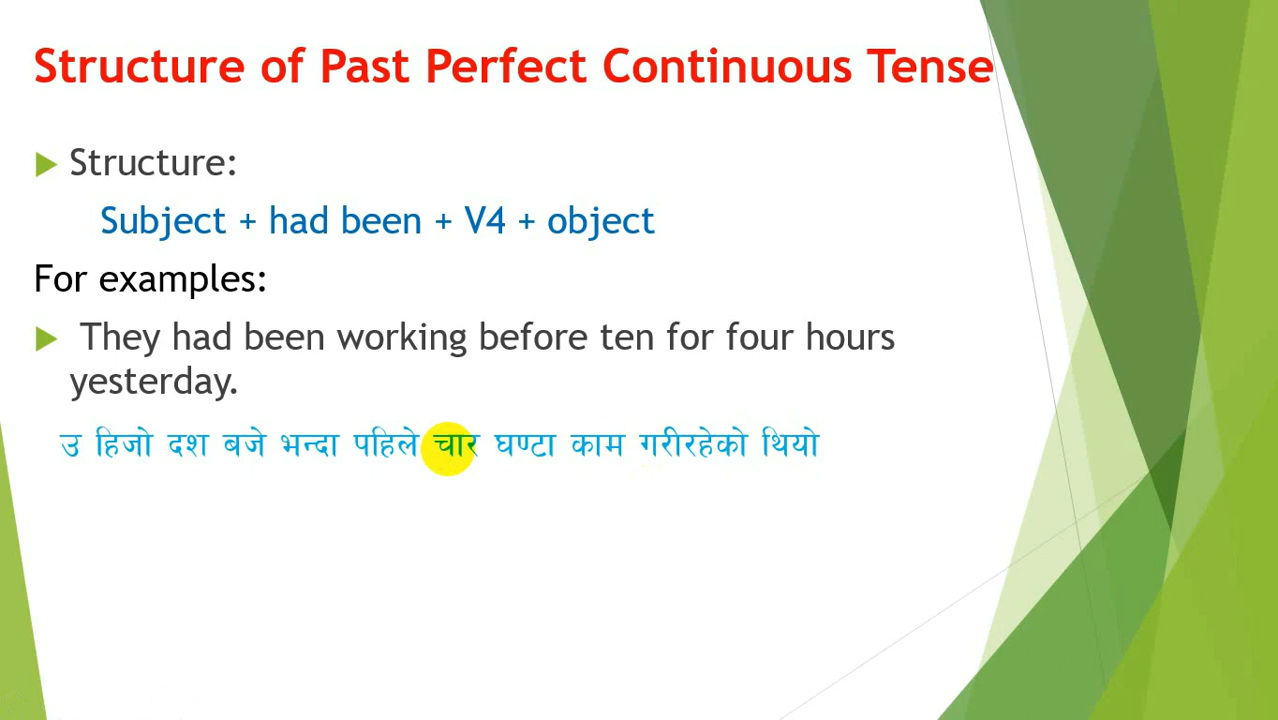 Structure of Past Perfect Continuous Tense
Structure:
Subject + had been + V4 + object
For examples:
They had been working before ten for four hours
yesterday.
उ हिजो दश बजे भन्दा पहिले चार घण्टा काम गरीरहेको थियो